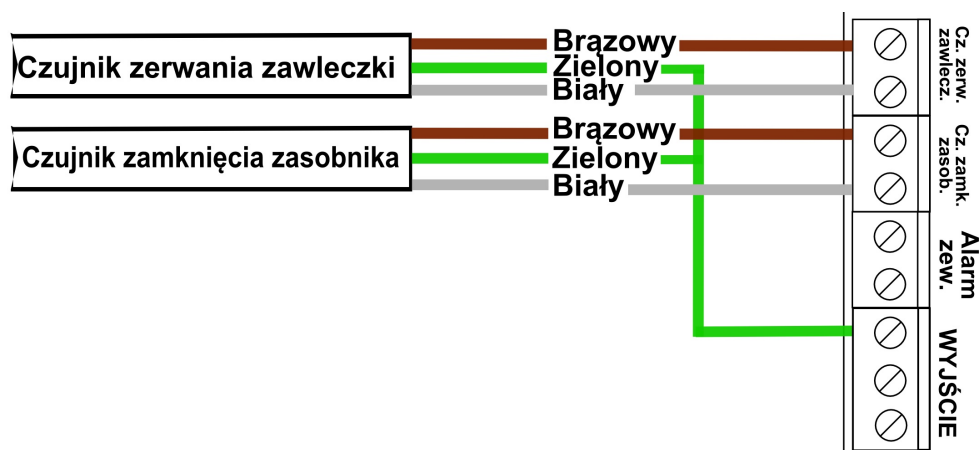 Czujnik zerwania zawleczki
Brązowy
Zielony
Biały
Cz. zerw.
zawlecz.
Czujnik zamknięcia zasobnika
Brązowy
Zielony
Biały
Cz. zamk.
zasob.
Alarm
zew.
WYJŚCIE